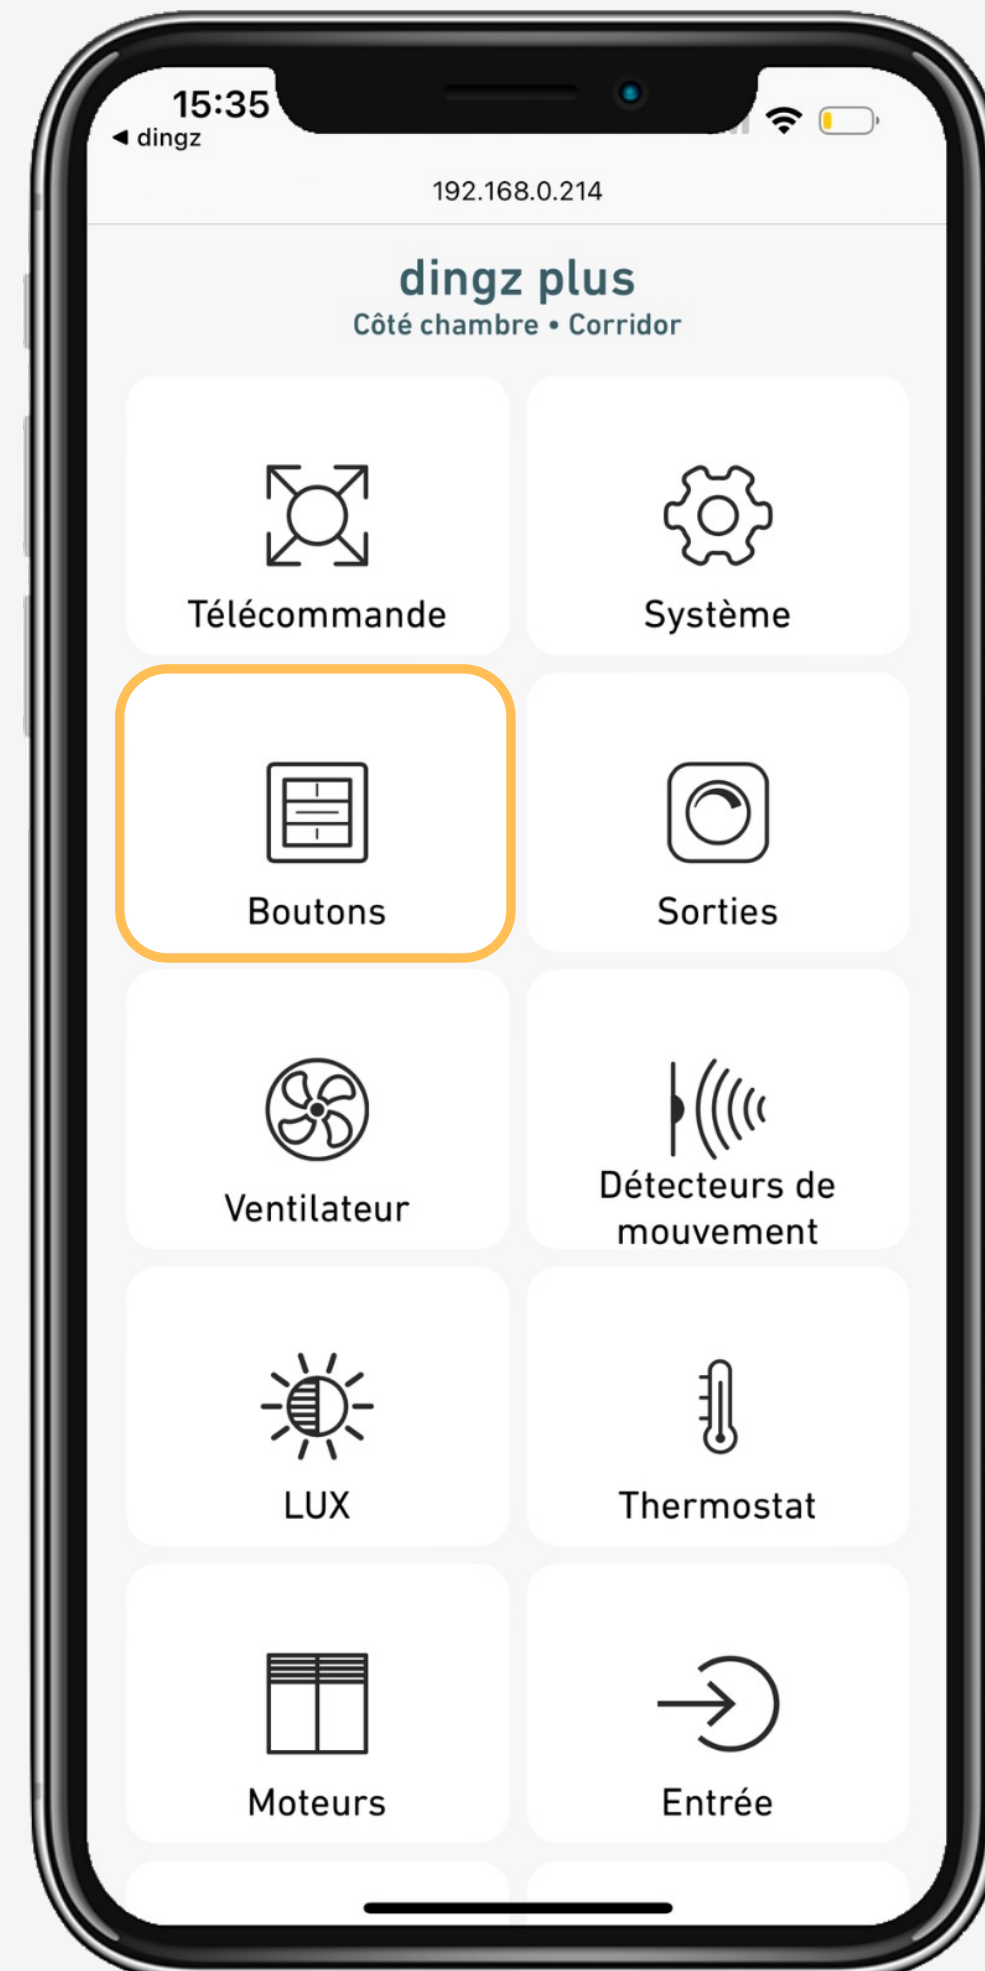 15:35
◀ dingz
192.168.0.214
dingz plus
Côté chambre • Corridor
Télécommande
Système
Boutons
Sorties
Ventilateur
Détecteurs de
mouvement
LUX
Thermostat
Moteurs
Entrée